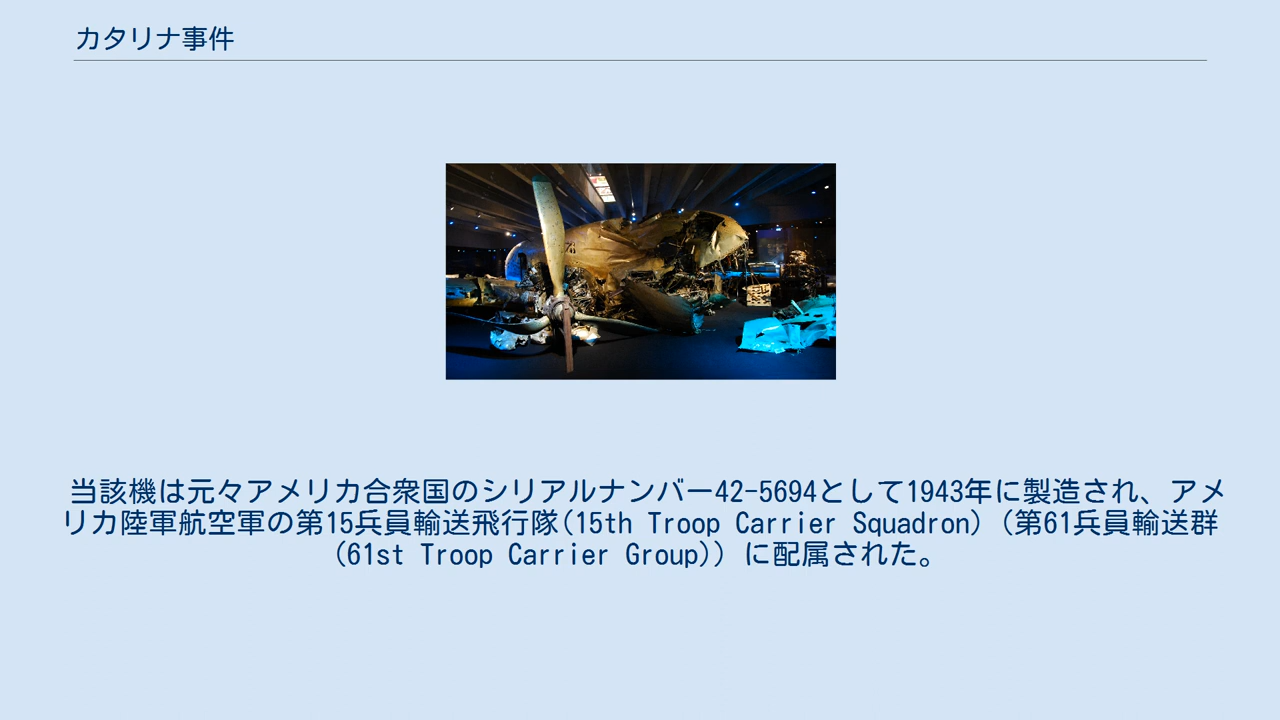 カタリナ事件
当該機は元々アメリカ合衆国のシリアルナンバー42-5694として1943年に製造され、アメ
リカ陸軍航空軍の第15兵員輸送飛行隊(15th Troop Carrier Squadron) (第61兵員輸送群
(61st Troop Carrier Group)) に配属された。